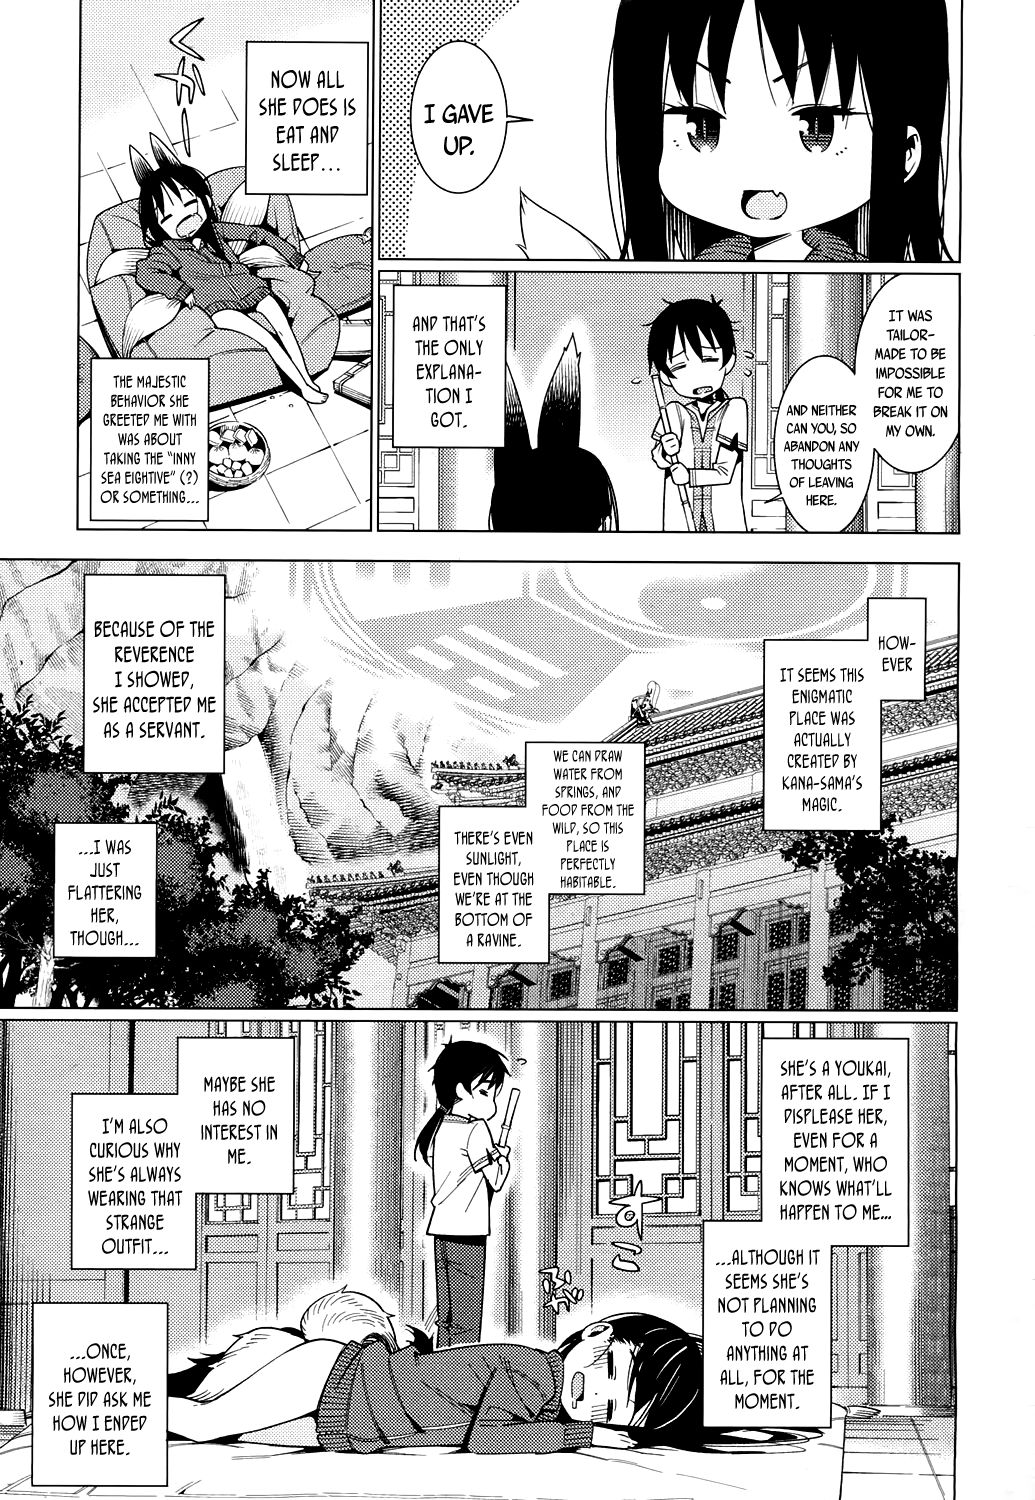 I GAVE
UP.
IT WAS
TAILOR-
MADE TO BE
IMPOSSIBLE
FOR ME TO
BREAK IT ON
MY OWN.
AND NEITHER
CAN YOU, SO
ABANDON ANY
THOUGHTS
OF LEAVING
HERE.
AND THAT'S
THE ONLY
EXPLANA-
TION I
GOT.
NOW ALL
SHE DOES IS
EAT AND
SLEEP...
くかー
THE MAJESTIC
BEHAVIOR SHE
GREETED ME WITH
WAS ABOUT
TAKING THE "INNY
SEA EIGHTIVE" (?)
OR SOMETHING...
HOW-
EVER
IT SEEMS THIS
ENIGMATIC
PLACE WAS
ACTUALLY
CREATED BY
KANA-SAMA'S
MAGIC.
WE CAN DRAW
WATER FROM
SPRINGS, AND
FOOD FROM THE
WILD, SO THIS
PLACE IS
PERFECTLY
HABITABLE.
THERE'S EVEN
SUNLIGHT,
EVEN THOUGH
WE'RE AT THE
BOTTOM OF
A RAVINE.
BECAUSE OF THE
REVERENCE
I SHOWED,
SHE ACCEPTED ME
AS A SERVANT.
...I WAS
JUST
FLATTERING
HER,
THOUGH...
SHE'S A YOUKAI,
AFTER ALL. IF I
DISPLEASE HER,
EVEN FOR A
MOMENT, WHO
KNOWS WHAT'LL
HAPPEN TO ME...
...ALTHOUGH IT
SEEMS SHE'S
NOT PLANNING
TO DO
ANYTHING AT
ALL, FOR THE
MOMENT.
すこ
MAYBE SHE
HAS NO
INTEREST IN
ME.
I'M ALSO
CURIOUS WHY
SHE'S ALWAYS
WEARING THAT
STRANGE
OUTFIT...
...ONCE,
HOWEVER,
SHE DID ASK ME
HOW I ENDED
UP HERE.